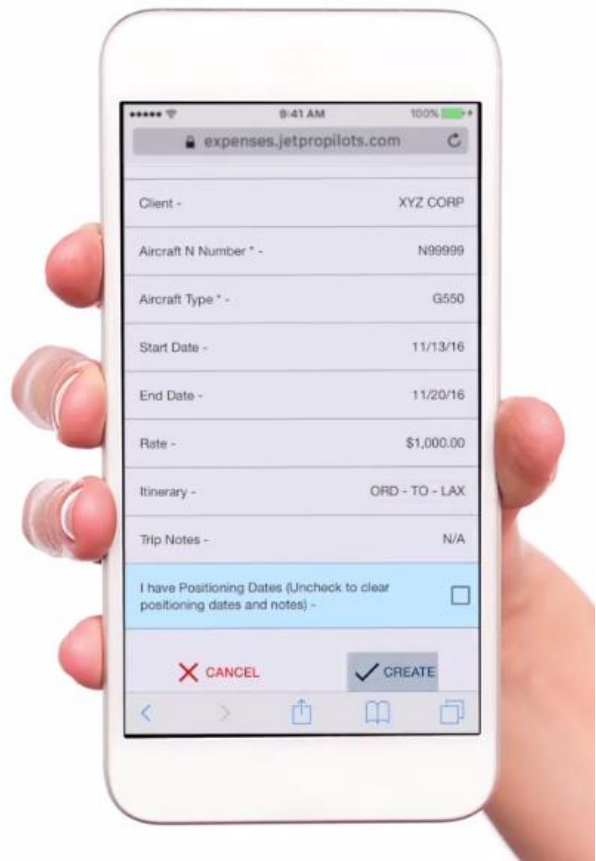 9:41 AM 100%
expenses.jetpropilots.com
Client - XYZ CORP
Aircraft N Number * - N99999
Aircraft Type * - G550
Start Date - 11/13/16
End Date - 11/20/16
Rate - $1,000.00
Itinerary - ORD - TO - LAX
Trip Notes - N/A
I have Positioning Dates (Uncheck to clear
positioning dates and notes) -
CANCEL CREATE